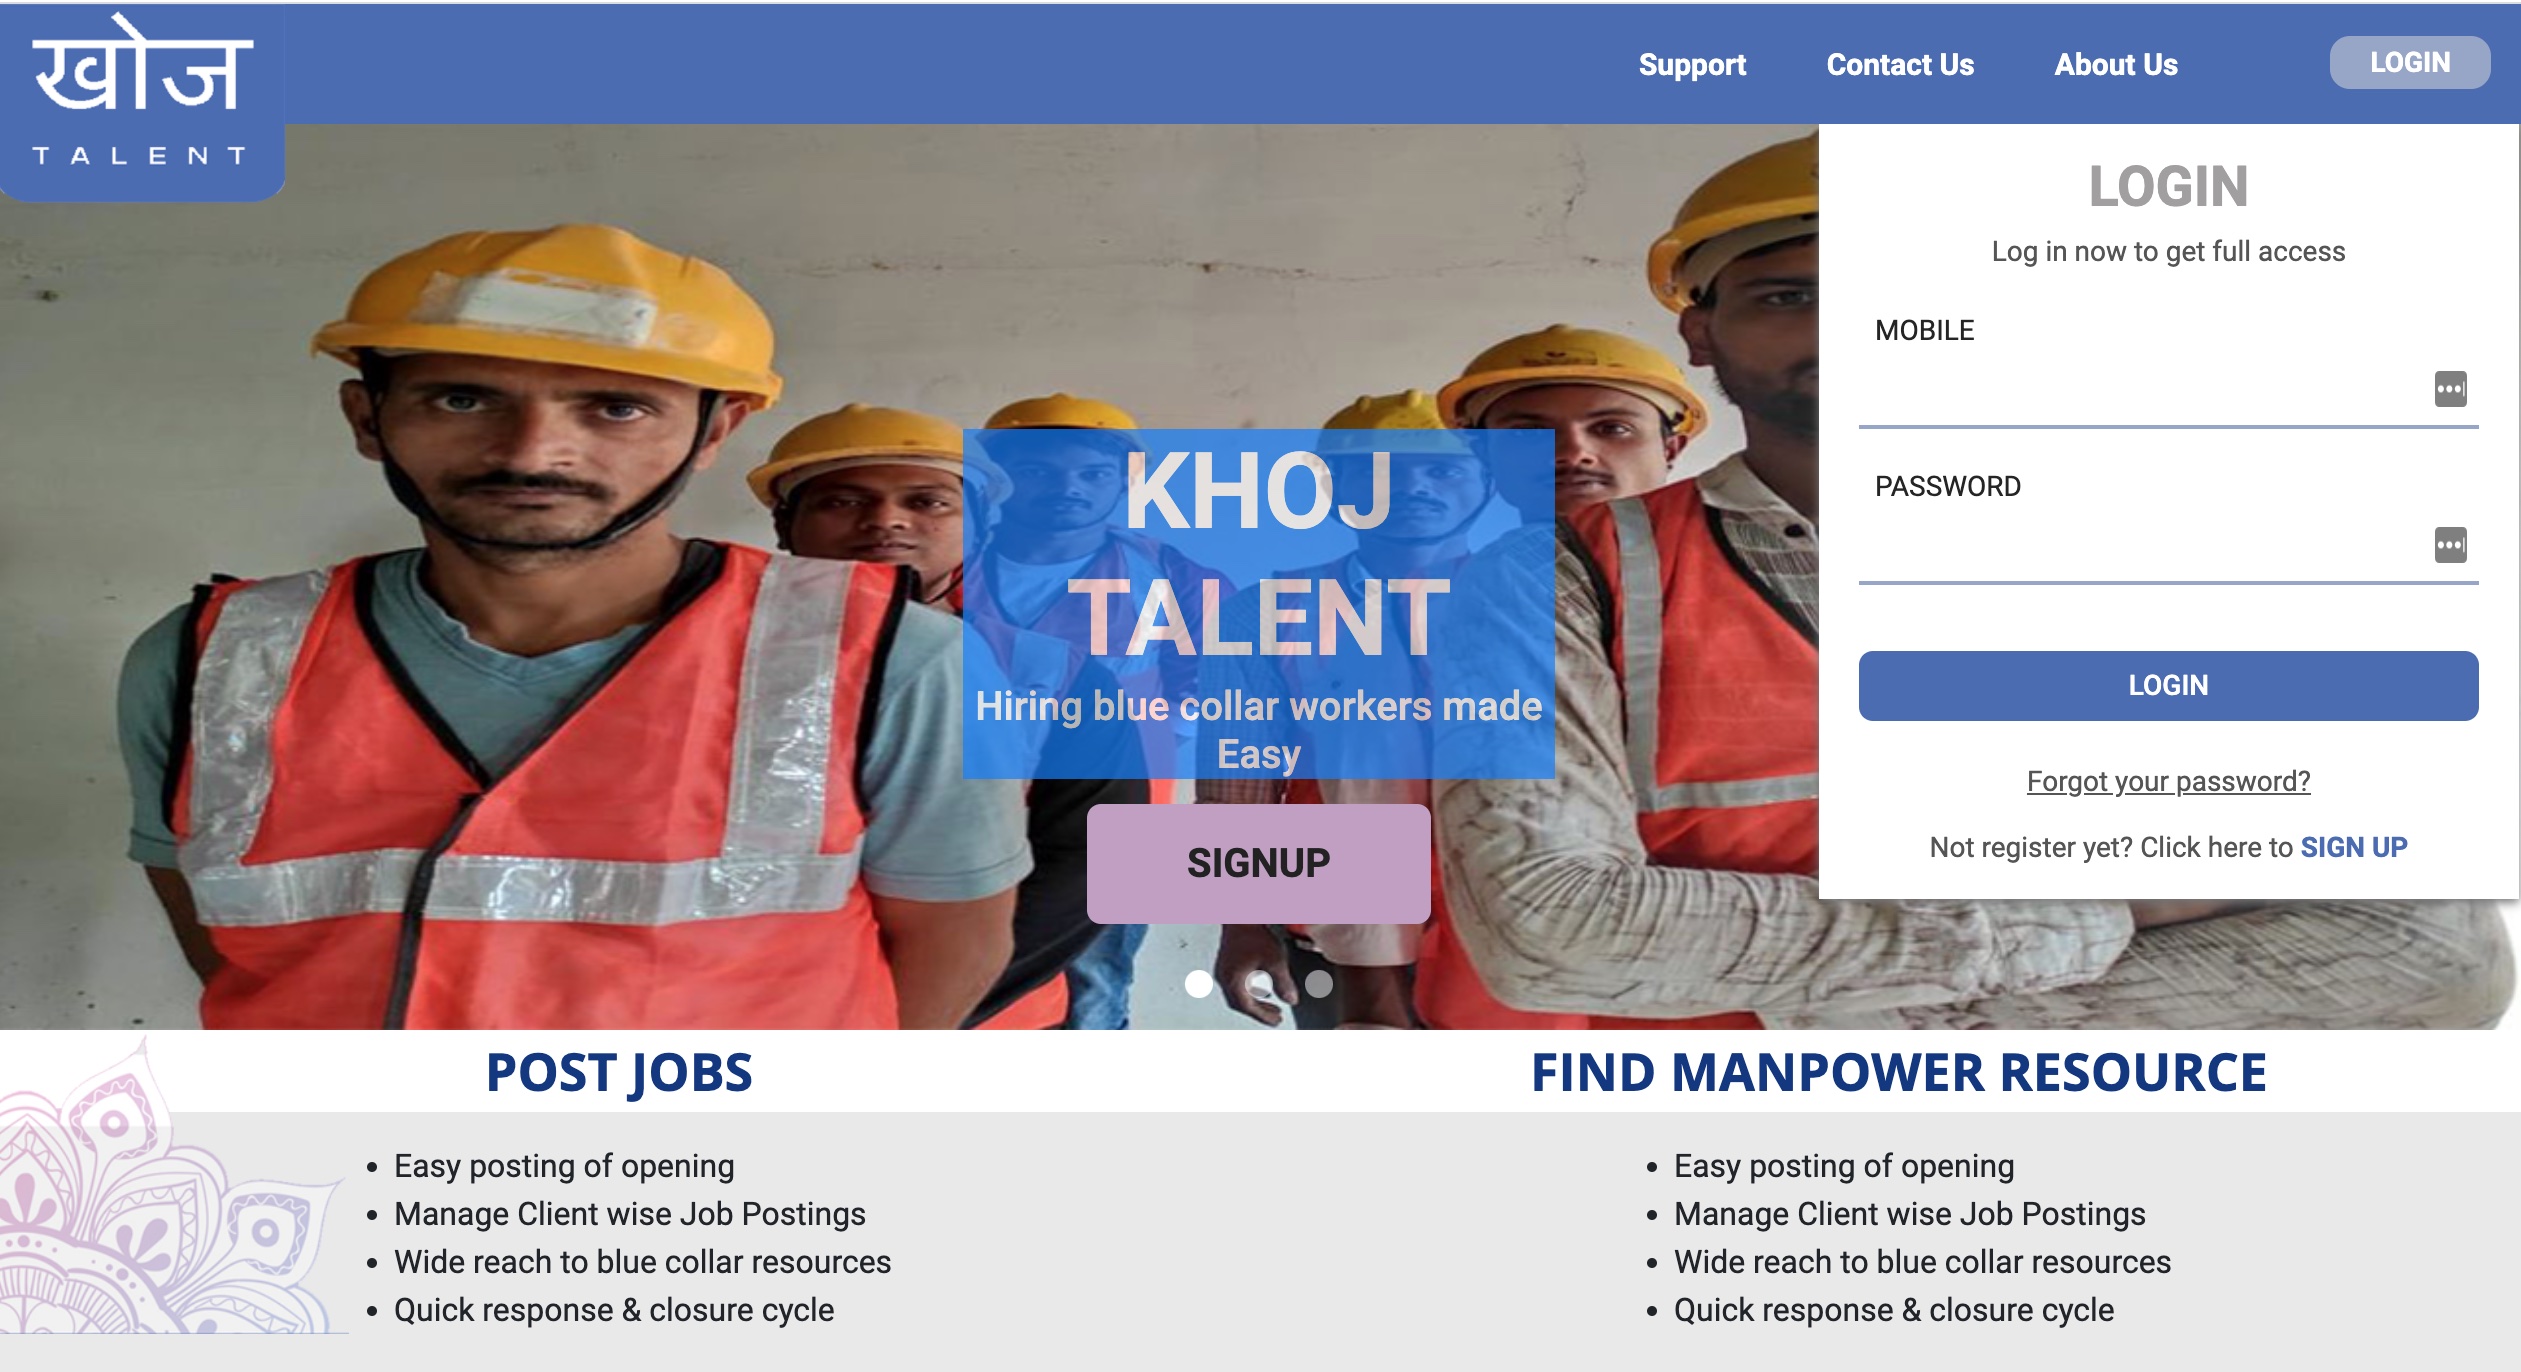 खोज
TALENT
Support
Contact Us
About Us
LOGIN
LOGIN
Log in now to get full access
MOBILE
PASSWORD
LOGIN
Forgot your password?
Not register yet? Click here to SIGN UP
KHOJ
TALENT
Hiring blue collar workers made
Easy
SIGNUP
POST JOBS
Easy posting of opening
Manage Client wise Job Postings
Wide reach to blue collar resources
Quick response & closure cycle
FIND MANPOWER RESOURCE
Easy posting of opening
Manage Client wise Job Postings
Wide reach to blue collar resources
Quick response & closure cycle